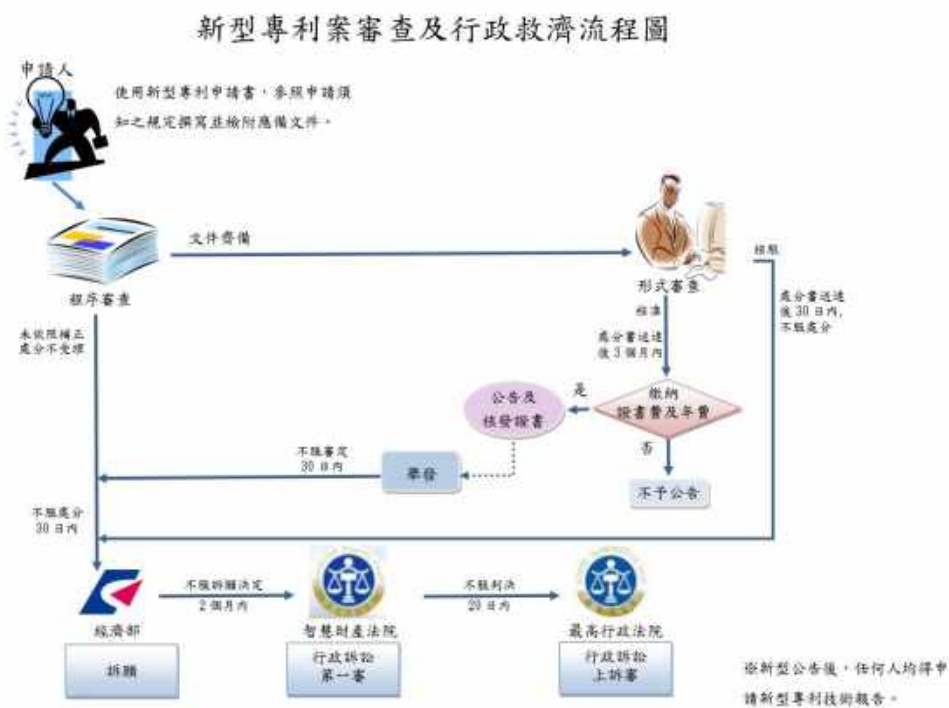 新型專利案審查及行政救濟流程圖
申請人
使用新型專利申請書，參照申請須
知之規定撰寫並檢附應備文件。
文件齊備
程序審查
形式審查
核駁
處分書送達
後30日內,
不服處分
核准
處分書送達
後3個月內
未依限補正
處分不受理
繳納
證書費及年費
是
公告及
核發證書
否
不予公告
舉發
不服審定
30日內
不服處分
30日內
經濟部
訴願
不服訴願決定
2個月內
智慧財產法院
行政訴訟
第一審
不服判決
20日內
最高行政法院
行政訴訟
上訴審
※新型公告後，任何人均得申
請新型專利技術報告。